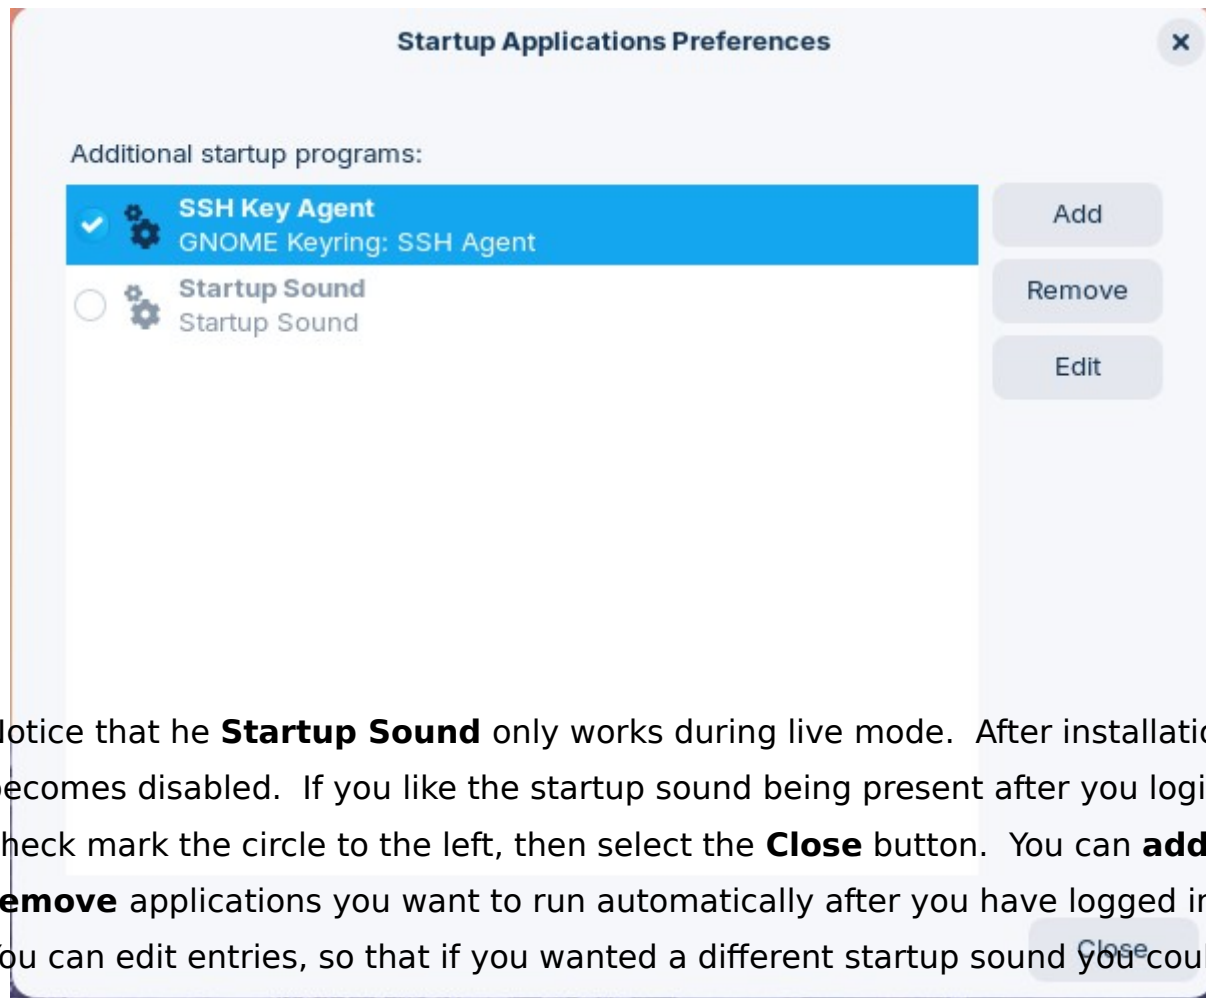 Startup Applications Preferences
Additional startup programs:
SSH Key Agent
GNOME Keyring: SSH Agent
Add
Startup Sound
Startup Sound
Remove
Edit
otice that he Startup Sound only works during live mode. After installatio
ecomes disabled. If you like the startup sound being present after you logi
heck mark the circle to the left, then select the Close button. You can add
emove applications you want to run automatically after you have logged in
ou can edit entries, so that if you wanted a different startup sound you coul
Close